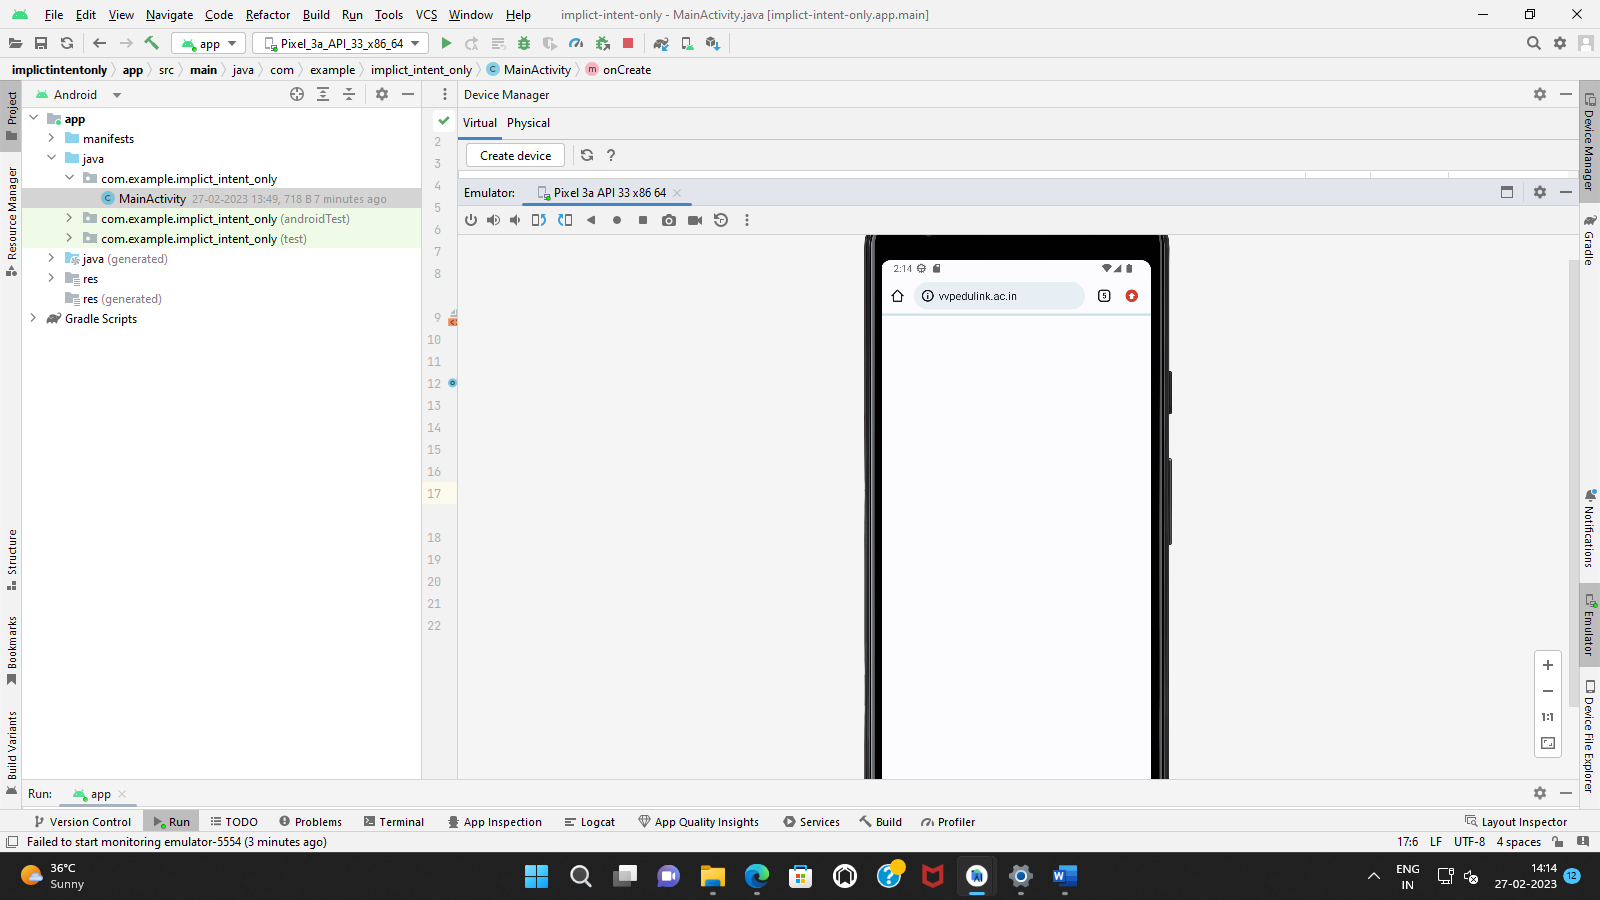 File Edit View Navigate Code Refactor Build Run Tools VCS Window Help implict-intent-only - MainActivity.java [implict-intent-only.app.main]
app Pixel_3a_API_33_x86_64
implictintentonly app src main java com example implict_intent_only C MainActivity m onCreate
Project
Android
Device Manager
app
Virtual Physical
manifests
2
java
Create device ?
3
com.example.implict_intent_only
4
Emulator: Pixel 3a API 33 x86 64
C MainActivity 27-02-2023 13:49, 718 B 7 minutes ago
5
com.example.implict_intent_only (androidTest)
6
com.example.implict_intent_only (test)
7
java (generated)
8
res
res (generated)
9
Gradle Scripts
10
11
12
13
14
15
16
17
18
19
20
21
22
2:14
vvpedulink.ac.in 5
1:1
Resource Manager
Structure
Bookmarks
Build Variants
Device Manager
Gradle
Notifications
Emulator
Device File Explorer
Run: app
Version Control Run TODO Problems Terminal App Inspection Logcat App Quality Insights Services Build Profiler Layout Inspector
Failed to start monitoring emulator-5554 (3 minutes ago) 17:6 LF UTF-8 4 spaces
36°C
Sunny
ENG
IN
14:14
27-02-2023
12